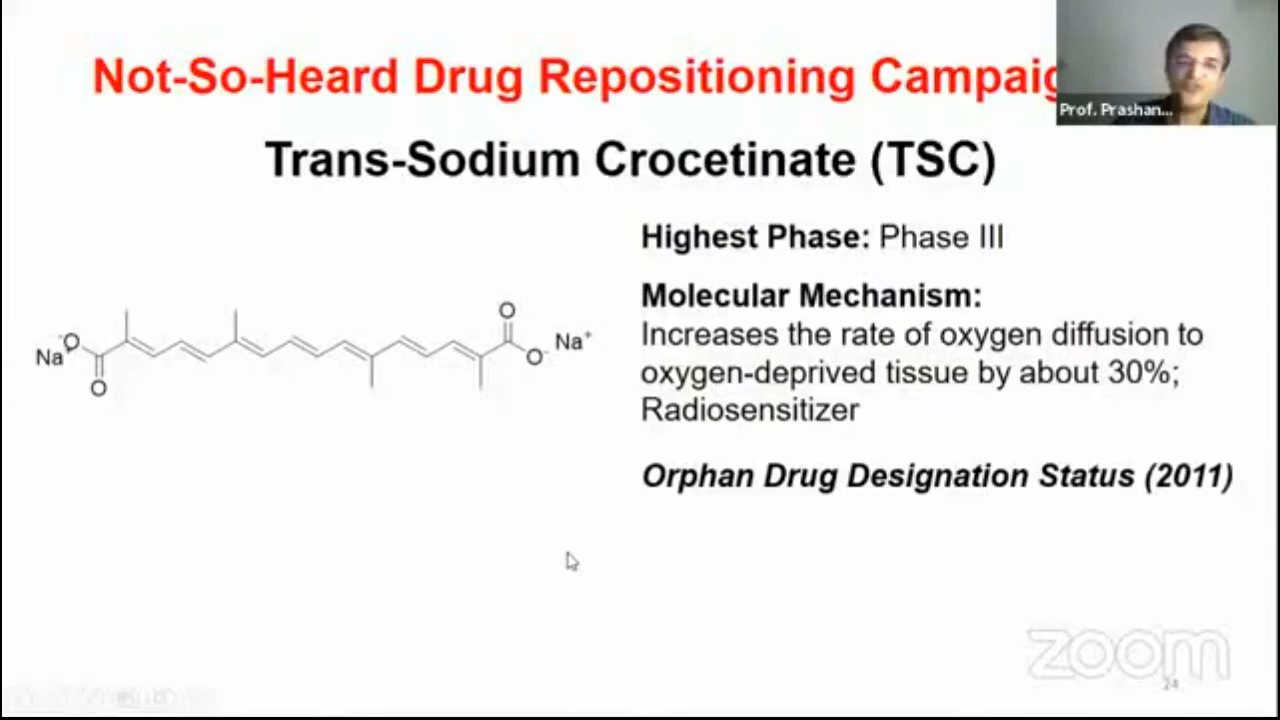 Not-So-Heard Drug Repositioning Campaig
Prof. Prashan...
Trans-Sodium Crocetinate (TSC)
Highest Phase: Phase III
Molecular Mechanism:
Increases the rate of oxygen diffusion to
oxygen-deprived tissue by about 30%;
Radiosensitizer
Orphan Drug Designation Status (2011)
Na+ -O
O
O
O- Na+
zoom
24